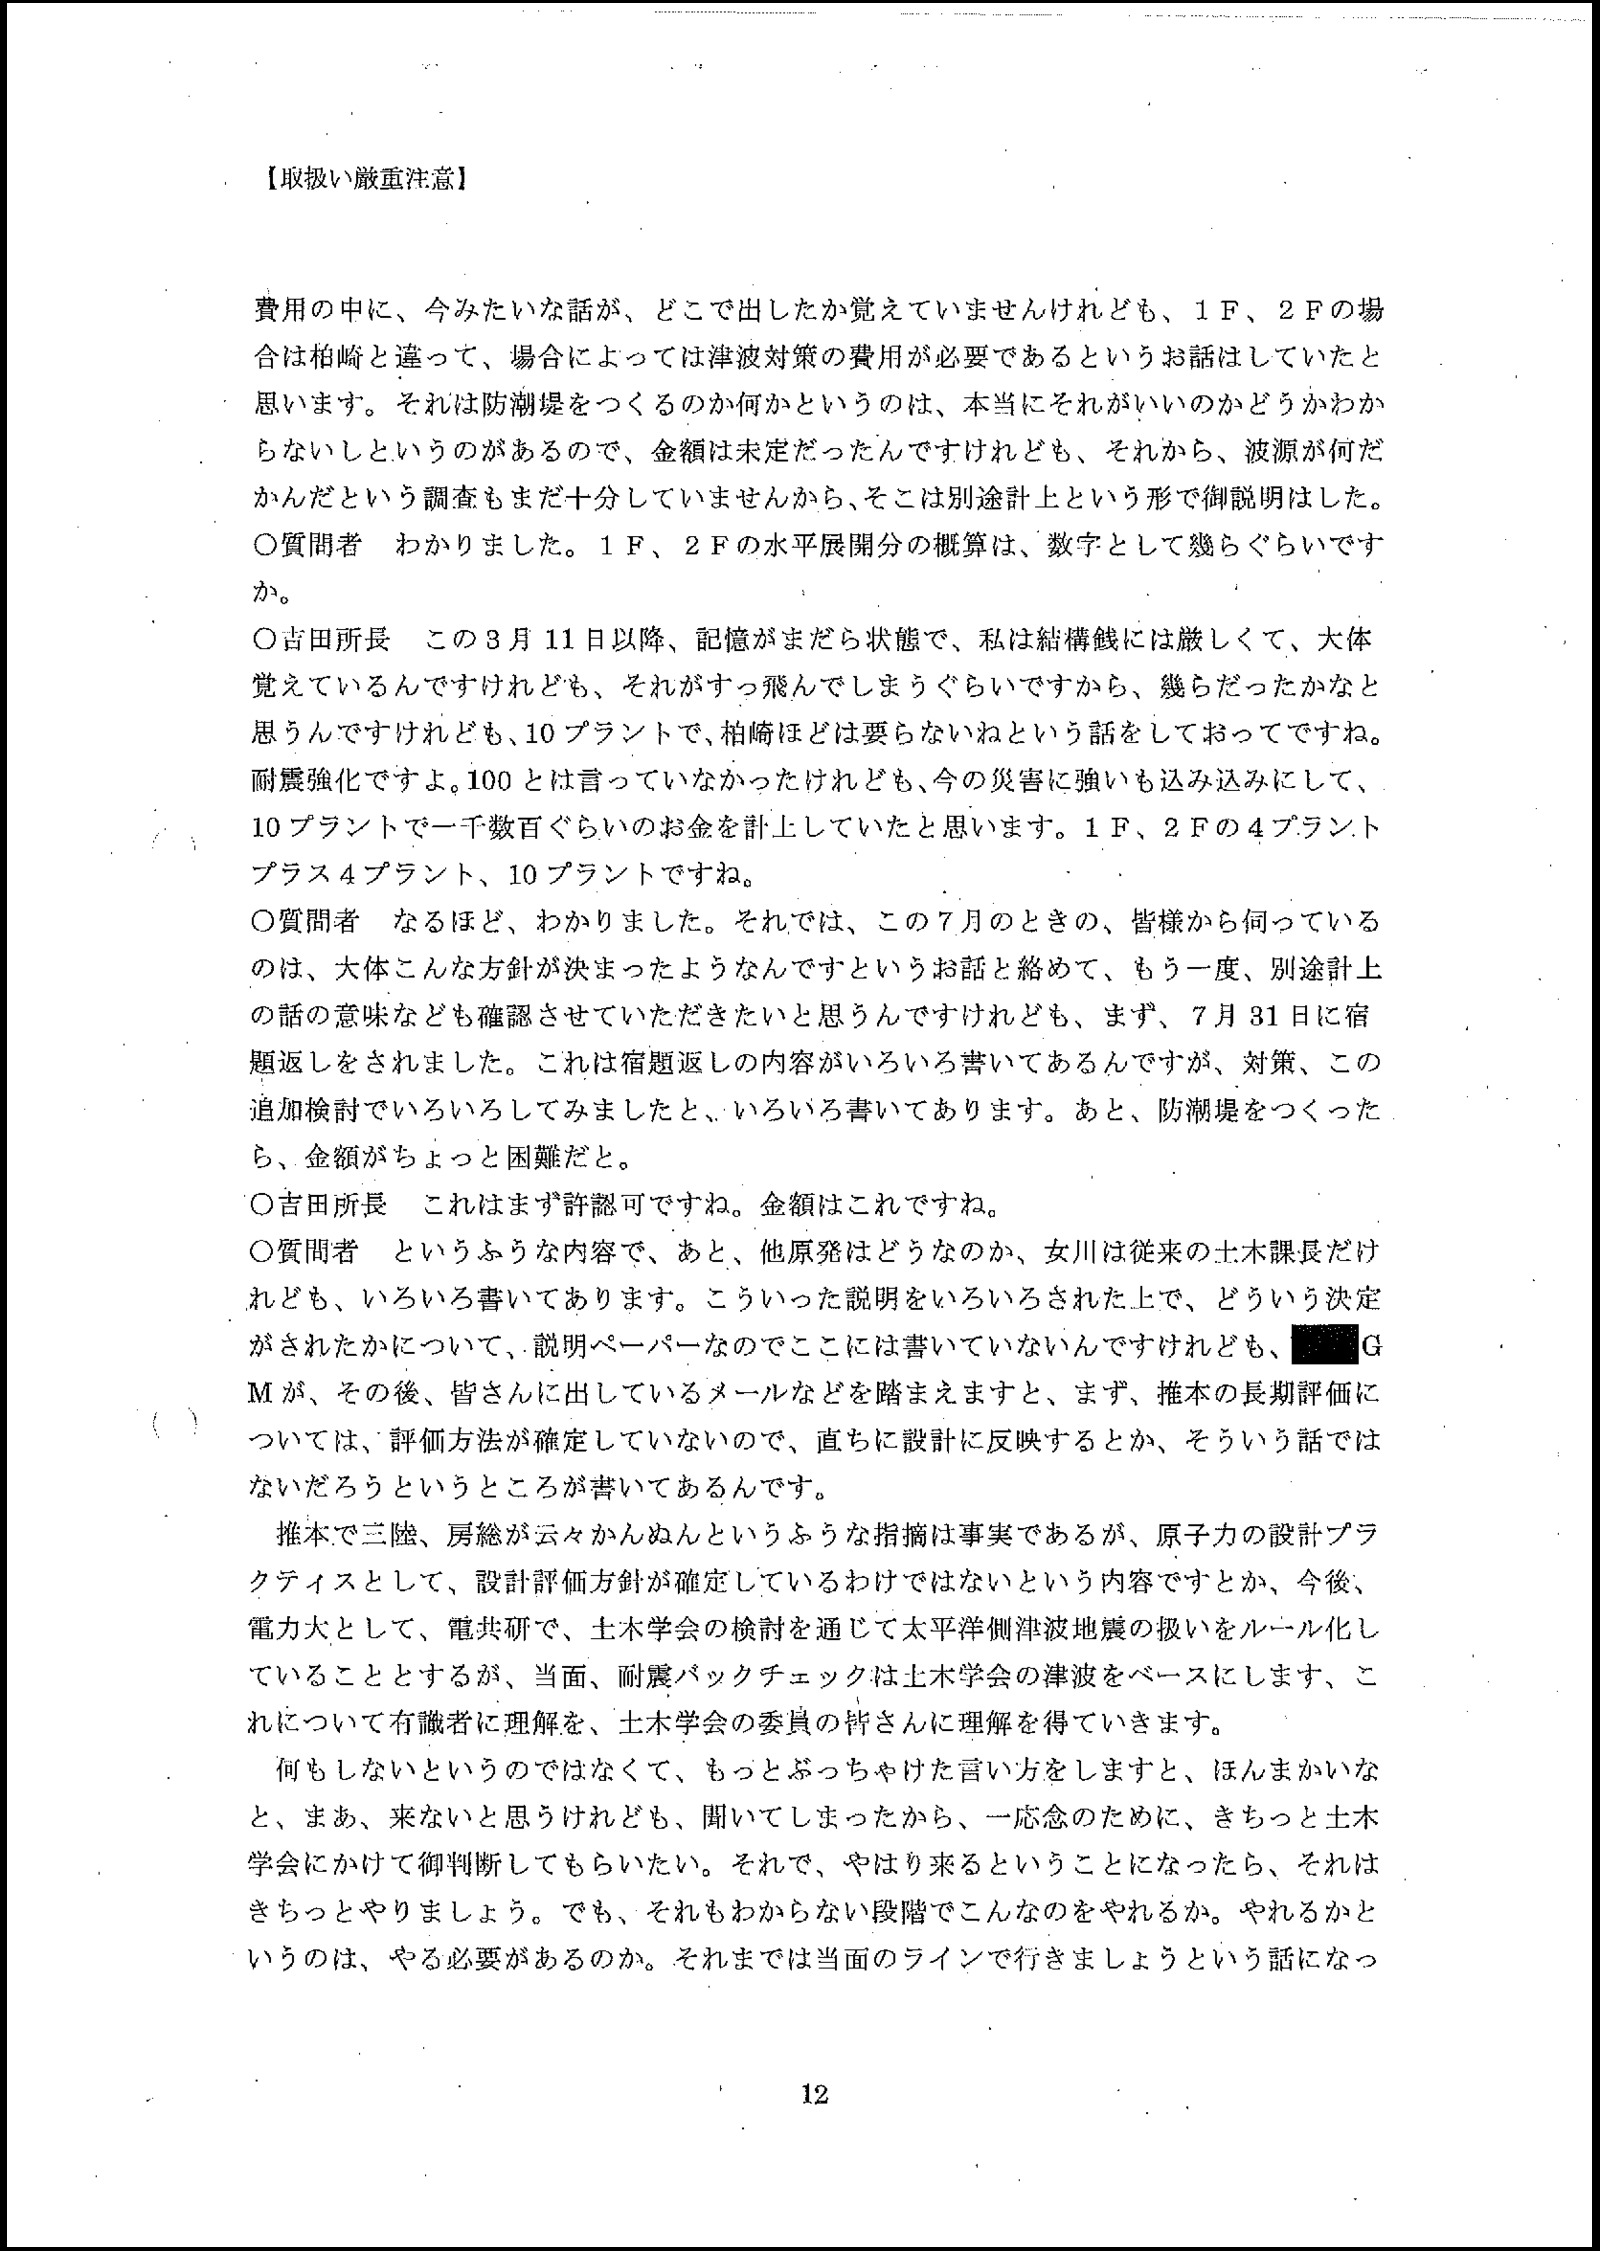 【取扱い厳重注意】
費用の中に、今みたいな話が、どこで出したか覚えていませんけれども、１Ｆ、２Ｆの場
合は柏崎と違って、場合によっては津波対策の費用が必要であるというお話はしていたと
思います。それは防潮堤をつくるのか何かというのは、本当にそれがいいのかどうかわか
らないしというのがあるので、金額は未定だったんですけれども、それから、波源が何だ
かんだという調査もまだ十分していませんから、そこは別途計上という形で御説明はした。
○質問者　わかりました。１Ｆ、２Ｆの水平展開分の概算は、数字として幾らぐらいです
か。
○吉田所長　この３月 11 日以降、記憶がまだら状態で、私は結構銭には厳しくて、大体
覚えているんですけれども、それがすっ飛んでしまうぐらいですから、幾らだったかなと
思うんですけれども、10 プラントで、柏崎ほどは要らないねという話をしておってですね。
耐震強化ですよ。100 とは言っていなかったけれども、今の災害に強いも込み込みにして、
10 プラントで一千数百ぐらいのお金を計上していたと思います。１Ｆ、２Ｆの４プラント
プラス４プラント、10 プラントですね。
○質問者　なるほど、わかりました。それでは、この７月のときの、皆様から伺っている
のは、大体こんな方針が決まったようなんですというお話と絡めて、もう一度、別途計上
の話の意味なども確認させていただきたいと思うんですけれども、まず、７月 31 日に宿
題返しをされました。これは宿題返しの内容がいろいろ書いてあるんですが、対策、この
追加検討でいろいろしてみましたと、いろいろ書いてあります。あと、防潮堤をつくった
ら、金額がちょっと困難だと。
○吉田所長　これはまず許認可ですね。金額はこれですね。
○質問者　というふうな内容で、あと、他原発はどうなのか、女川は従来の土木課長だけ
れども、いろいろ書いてあります。こういった説明をいろいろされた上で、どういう決定
がされたかについて、説明ペーパーなのでここには書いていないんですけれども、Ｇ
Ｍが、その後、皆さんに出しているメールなどを踏まえますと、まず、推本の長期評価に
ついては、評価方法が確定していないので、直ちに設計に反映するとか、そういう話では
ないだろうというところが書いてあるんです。
　推本で三陸、房総が云々かんぬんというふうな指摘は事実であるが、原子力の設計プラ
クティスとして、設計評価方針が確定しているわけではないという内容ですとか、今後、
電力大として、電共研で、土木学会の検討を通じて太平洋側津波地震の扱いをルール化し
ていることとするが、当面、耐震バックチェックは土木学会の津波をベースにします、こ
れについて有識者に理解を、土木学会の委員の皆さんに理解を得ていきます。
　何もしないというのではなくて、もっとぶっちゃけた言い方をしますと、ほんまかいな
と、まあ、来ないと思うけれども、聞いてしまったから、一応念のために、きちっと土木
学会にかけて御判断してもらいたい。それで、やはり来るということになったら、それは
きちっとやりましょう。でも、それもわからない段階でこんなのをやれるか。やれるかと
いうのは、やる必要があるのか。それまでは当面のラインで行きましょうという話になっ
12